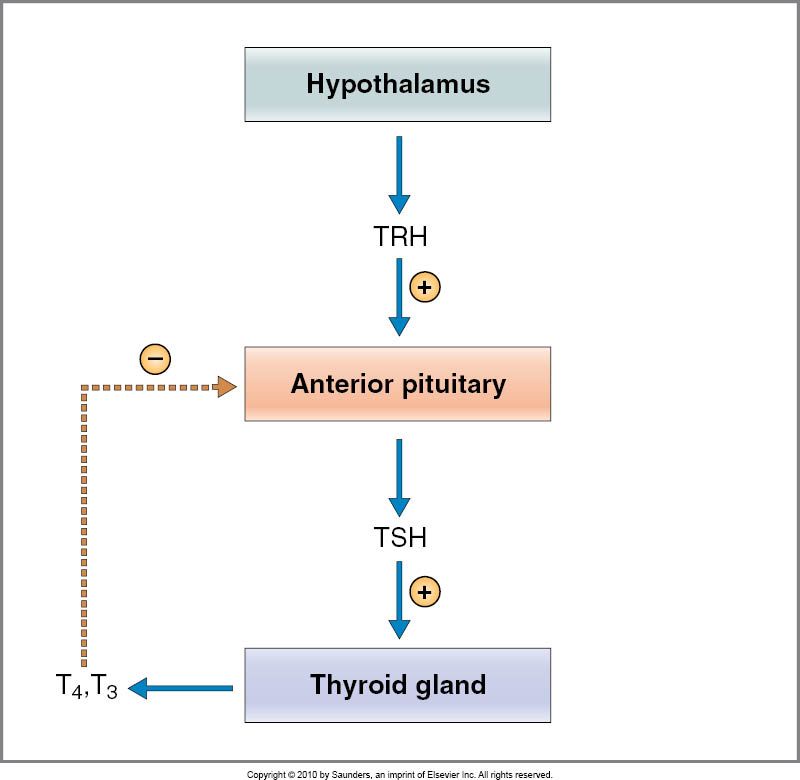 Hypothalamus
TRH
+
−
Anterior pituitary
TSH
+
T4,T3
Thyroid gland
Copyright © 2010 by Saunders, an imprint of Elsevier Inc. All rights reserved.